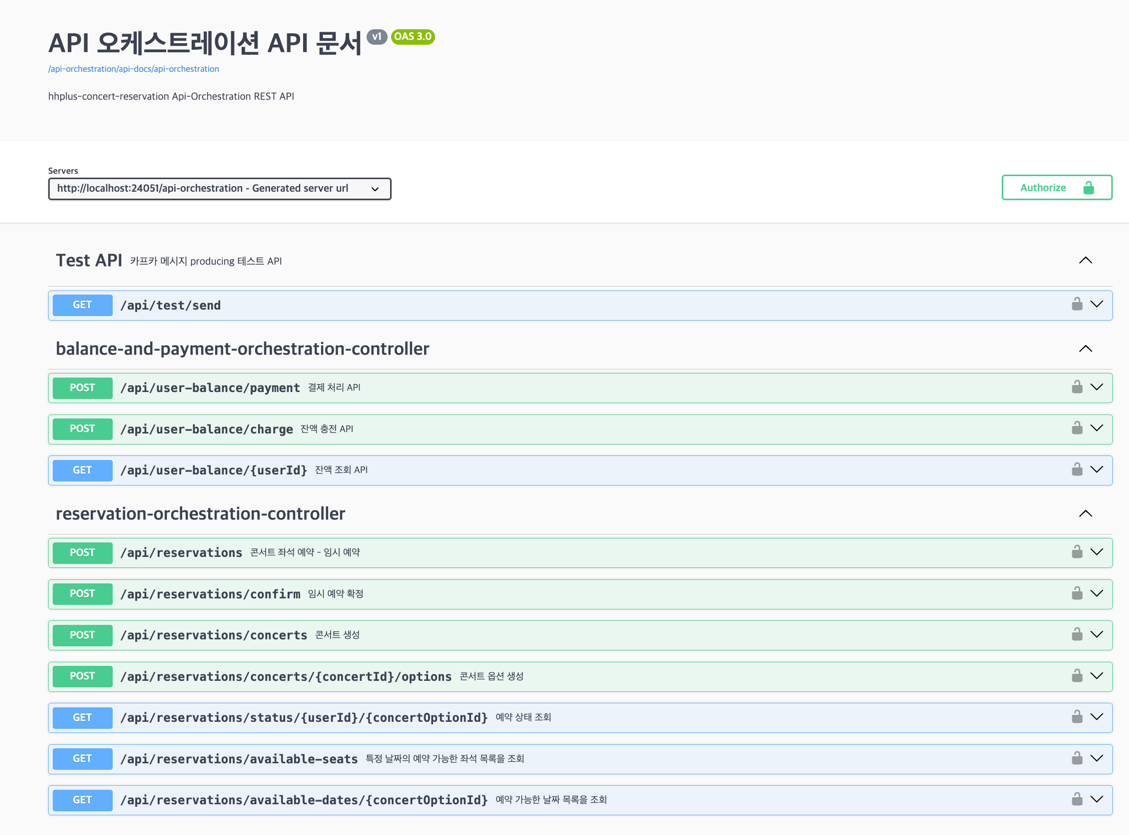 API 오케스트레이션 API 문서 v1 OAS 3.0
/api-orchestration/api-docs/api-orchestration
hhplus-concert-reservation Api-Orchestration REST API
Servers
http://localhost:24051/api-orchestration - Generated server url
Authorize
Test API 카프카 메시지 producing 테스트 API
GET /api/test/send
balance-and-payment-orchestration-controller
POST /api/user-balance/payment 결제 처리 API
POST /api/user-balance/charge 잔액 충전 API
GET /api/user-balance/{userId} 잔액 조회 API
reservation-orchestration-controller
POST /api/reservations 콘서트 좌석 예약 - 임시 예약
POST /api/reservations/confirm 임시 예약 확정
POST /api/reservations/concerts 콘서트 생성
POST /api/reservations/concerts/{concertId}/options 콘서트 옵션 생성
GET /api/reservations/status/{userId}/{concertOptionId} 예약 상태 조회
GET /api/reservations/available-seats 특정 날짜의 예약 가능한 좌석 목록을 조회
GET /api/reservations/available-dates/{concertOptionId} 예약 가능한 날짜 목록을 조회